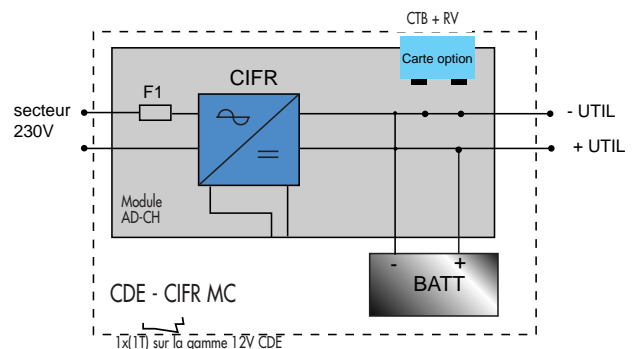 CTB + RV
Carte option
CIFR
F1
secteur
230V
- UTIL
+ UTIL
Module
AD-CH
- +
BATT
CDE - CIFR MC
1x(1T) sur la gamme 12V CDE